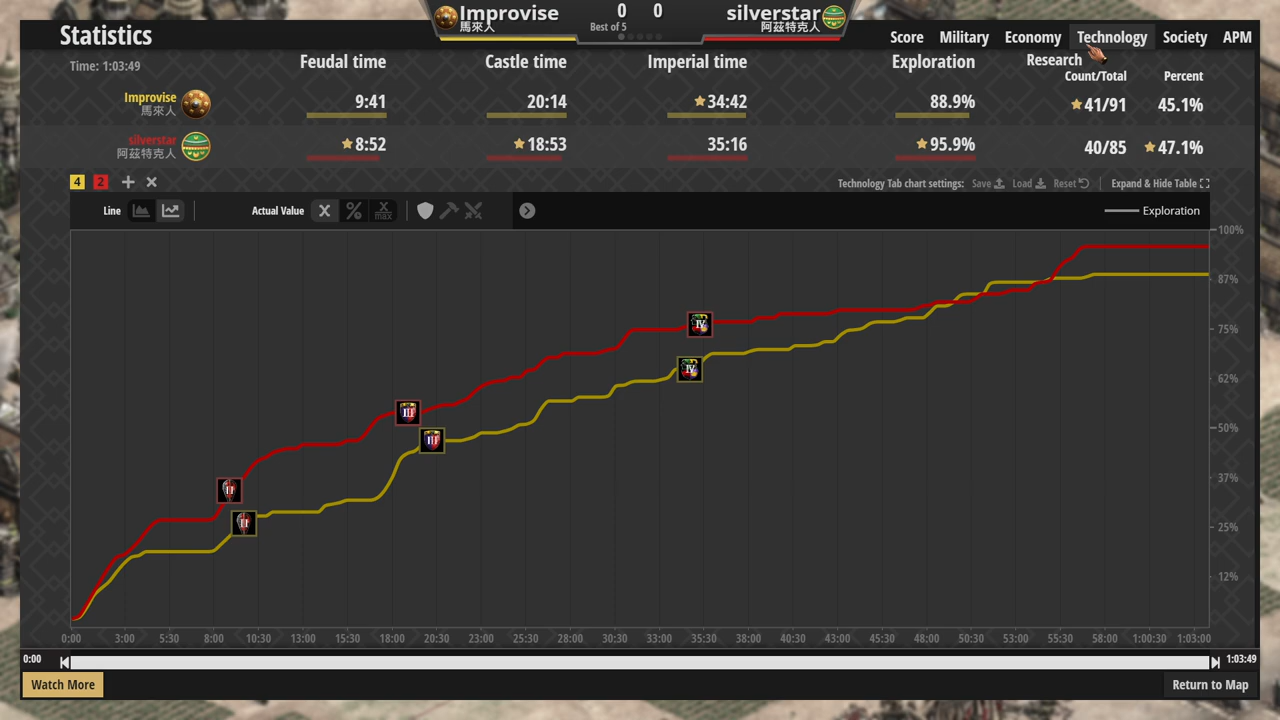 Improvise
馬來人
0 0
Best of 5
silverstar
阿茲特克人
Statistics
Score Military Economy Technology Society APM
Time: 1:03:49
Feudal time Castle time Imperial time Exploration Research
Count/Total Percent
Improvise
馬來人
9:41 20:14 34:42 88.9% 41/91 45.1%
silverstar
阿茲特克人
8:52 18:53 35:16 95.9% 40/85 47.1%
4 2
Technology Tab chart settings: Save Load Reset Expand & Hide Table
Line Actual Value X % X max
Exploration
100%
87%
75%
62%
50%
37%
25%
12%
IV
IV
III
III
II
II
0:00 3:00 5:30 8:00 10:30 13:00 15:30 18:00 20:30 23:00 25:30 28:00 30:30 33:00 35:30 38:00 40:30 43:00 45:30 48:00 50:30 53:00 55:30 58:00 1:00:30 1:03:00
0:00 1:03:49
Watch More Return to Map